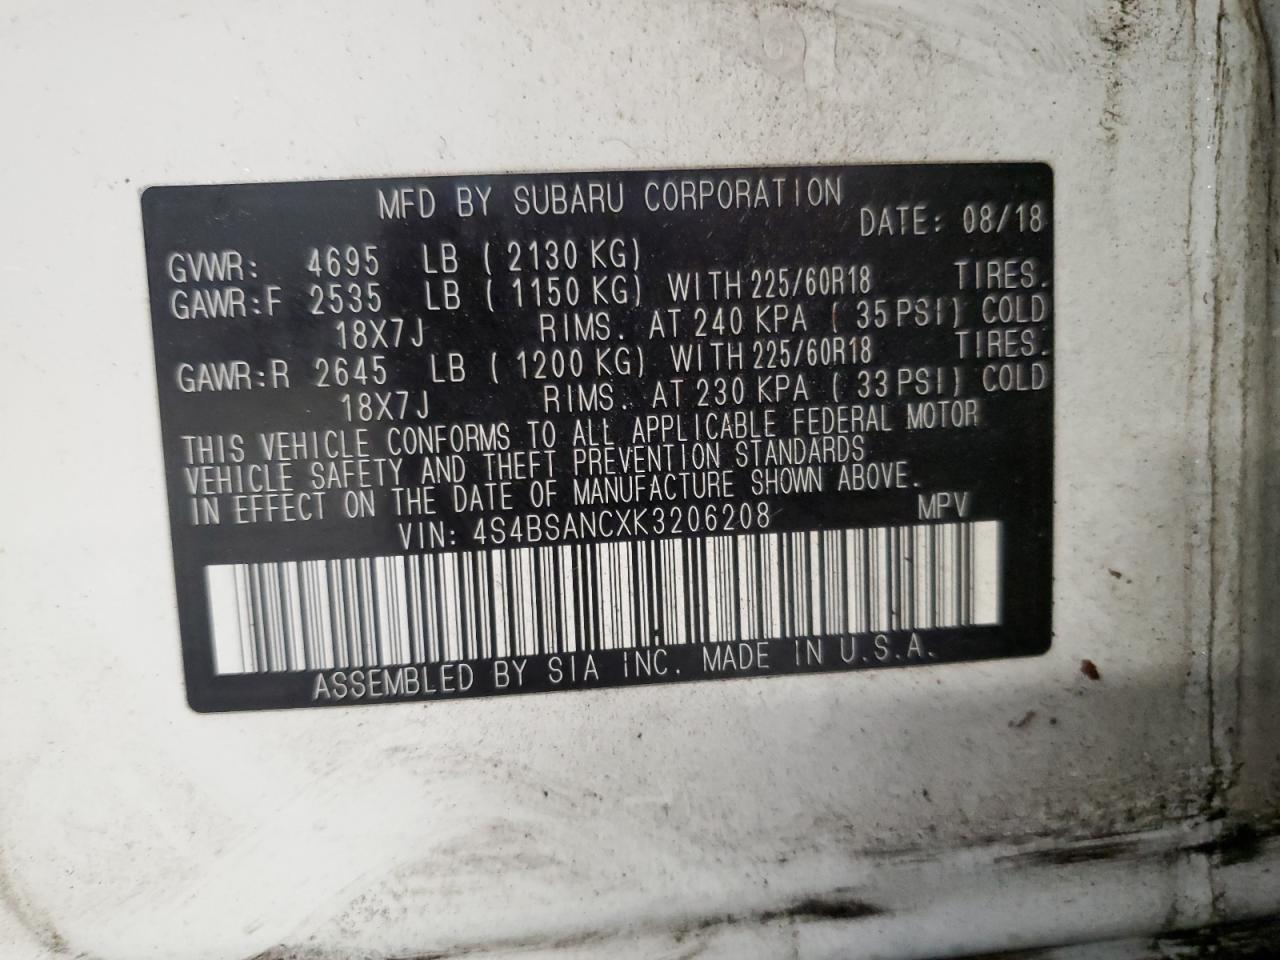 MFD BY SUBARU CORPORATION
DATE: 08/18
GVWR: 4695 LB ( 2130 KG)
GAWR:F 2535 LB ( 1150 KG) WITH 225/60R18 TIRES.
18X7J RIMS. AT 240 KPA ( 35 PSI) COLD
GAWR:R 2645 LB ( 1200 KG) WITH 225/60R18 TIRES.
18X7J RIMS. AT 230 KPA ( 33 PSI) COLD
THIS VEHICLE CONFORMS TO ALL APPLICABLE FEDERAL MOTOR
VEHICLE SAFETY AND THEFT PREVENTION STANDARDS
IN EFFECT ON THE DATE OF MANUFACTURE SHOWN ABOVE.
VIN: 4S4BSANCXK3206208 MPV
ASSEMBLED BY SIA INC. MADE IN U.S.A.